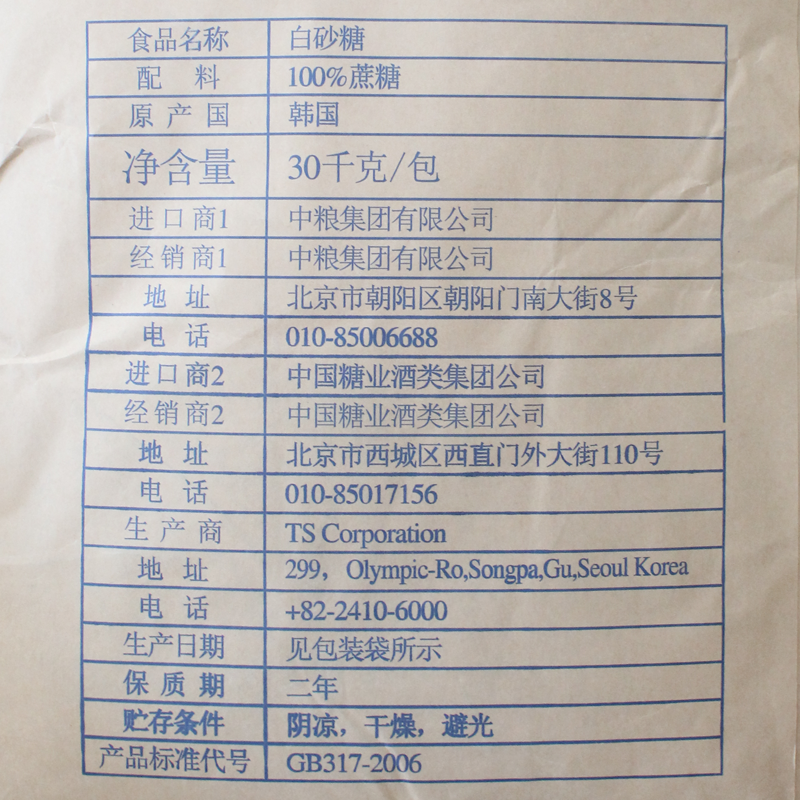 食品名称 白砂糖
配 料 100%蔗糖
原产国 韩国
净含量 30千克/包
进口商1 中粮集团有限公司
经销商1 中粮集团有限公司
地 址 北京市朝阳区朝阳门南大街8号
电 话 010-85006688
进口商2 中国糖业酒类集团公司
经销商2 中国糖业酒类集团公司
地 址 北京市西城区西直门外大街110号
电 话 010-85017156
生产商 TS Corporation
地 址 299，Olympic-Ro,Songpa,Gu,Seoul Korea
电 话 +82-2410-6000
生产日期 见包装袋所示
保质期 二年
贮存条件 阴凉，干燥，避光
产品标准代号 GB317-2006